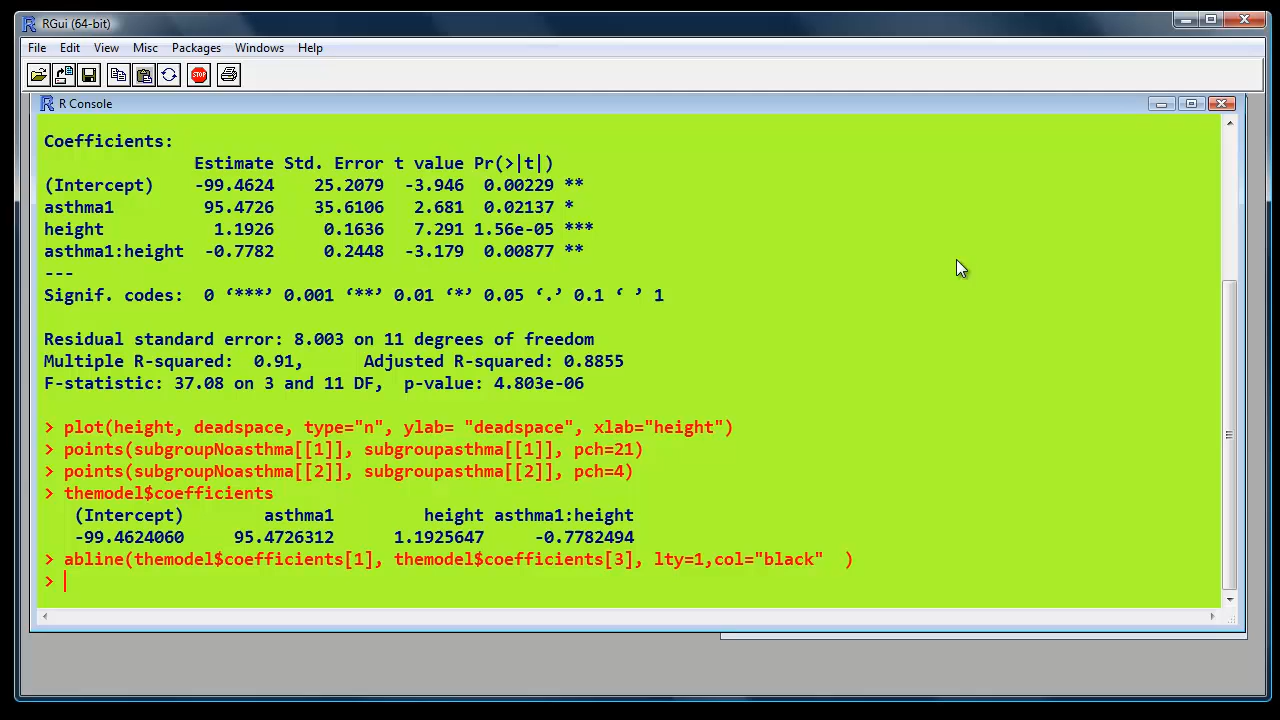 RGui (64-bit)
File Edit View Misc Packages Windows Help
STOP
R Console
Coefficients:
Estimate Std. Error t value Pr(>|t|)
(Intercept) -99.4624 25.2079 -3.946 0.00229 **
asthma1 95.4726 35.6106 2.681 0.02137 *
height 1.1926 0.1636 7.291 1.56e-05 ***
asthma1:height -0.7782 0.2448 -3.179 0.00877 **
---
Signif. codes: 0 ‘***’ 0.001 ‘**’ 0.01 ‘*’ 0.05 ‘.’ 0.1 ‘ ’ 1
Residual standard error: 8.003 on 11 degrees of freedom
Multiple R-squared: 0.91, Adjusted R-squared: 0.8855
F-statistic: 37.08 on 3 and 11 DF, p-value: 4.803e-06
> plot(height, deadspace, type="n", ylab= "deadspace", xlab="height")
> points(subgroupNoasthma[[1]], subgroupasthma[[1]], pch=21)
> points(subgroupNoasthma[[2]], subgroupasthma[[2]], pch=4)
> themodel$coefficients
(Intercept) asthma1 height asthma1:height
-99.4624060 95.4726312 1.1925647 -0.7782494
> abline(themodel$coefficients[1], themodel$coefficients[3], lty=1,col="black" )
>